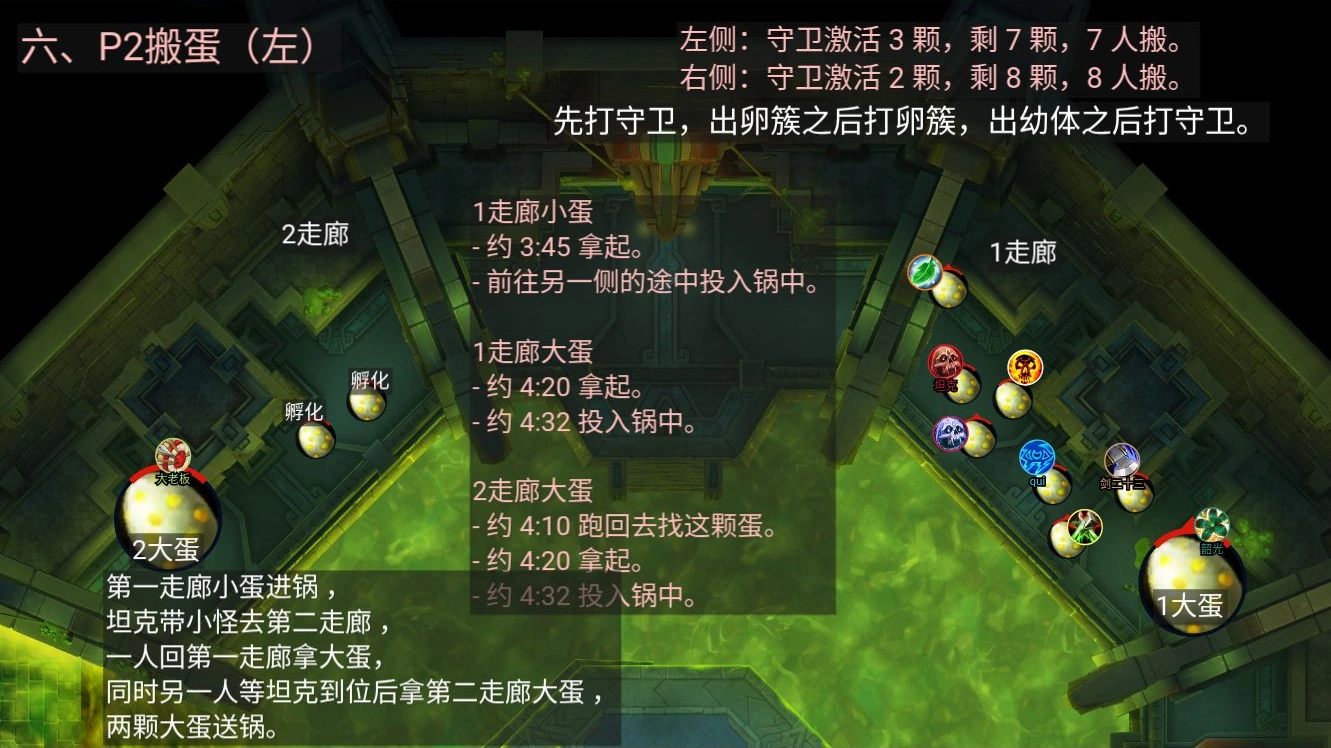 六、P2搬蛋（左）
左侧：守卫激活 3 颗，剩 7 颗，7 人搬。
右侧：守卫激活 2 颗，剩 8 颗，8 人搬。
先打守卫，出卵簇之后打卵簇，出幼体之后打守卫。
2走廊
1走廊
1走廊小蛋
- 约 3:45 拿起。
- 前往另一侧的途中投入锅中。
1走廊大蛋
- 约 4:20 拿起。
- 约 4:32 投入锅中。
2走廊大蛋
- 约 4:10 跑回去找这颗蛋。
- 约 4:20 拿起。
- 约 4:32 投入锅中。
孵化
孵化
大老板
2大蛋
坦克
qui
剑二十三
韶光
1大蛋
第一走廊小蛋进锅，
坦克带小怪去第二走廊，
一人回第一走廊拿大蛋，
同时另一人等坦克到位后拿第二走廊大蛋，
两颗大蛋送锅。